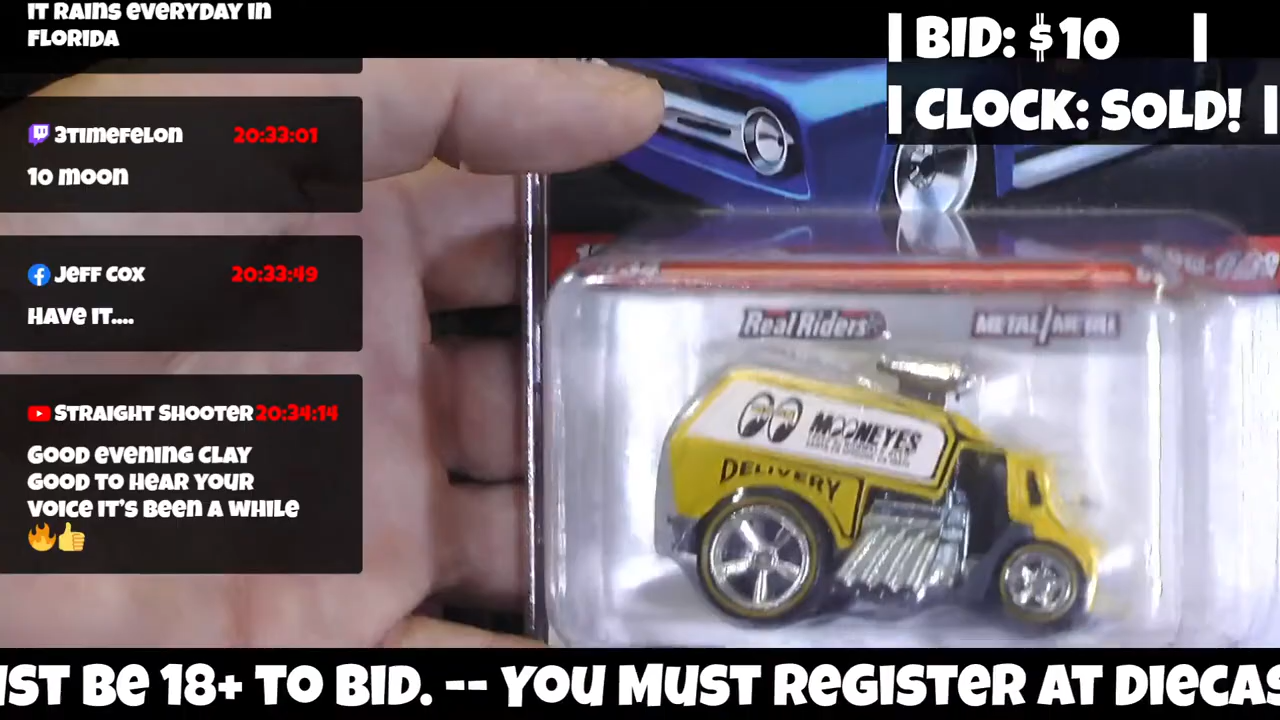 IT RAINS EVERYDAY IN
FLORIDA
| BID: $10 |
| CLOCK: SOLD! |
3TIMEFELON 20:33:01
10 MOON
JEFF COX 20:33:49
HAVE IT....
STRAIGHT SHOOTER 20:34:14
GOOD EVENING CLAY
GOOD TO HEAR YOUR
VOICE IT'S BEEN A WHILE
🔥👍
Real Riders
METAL/METAL
MOONEYES
DELIVERY
UST BE 18+ TO BID. -- YOU MUST REGISTER AT DIECAS